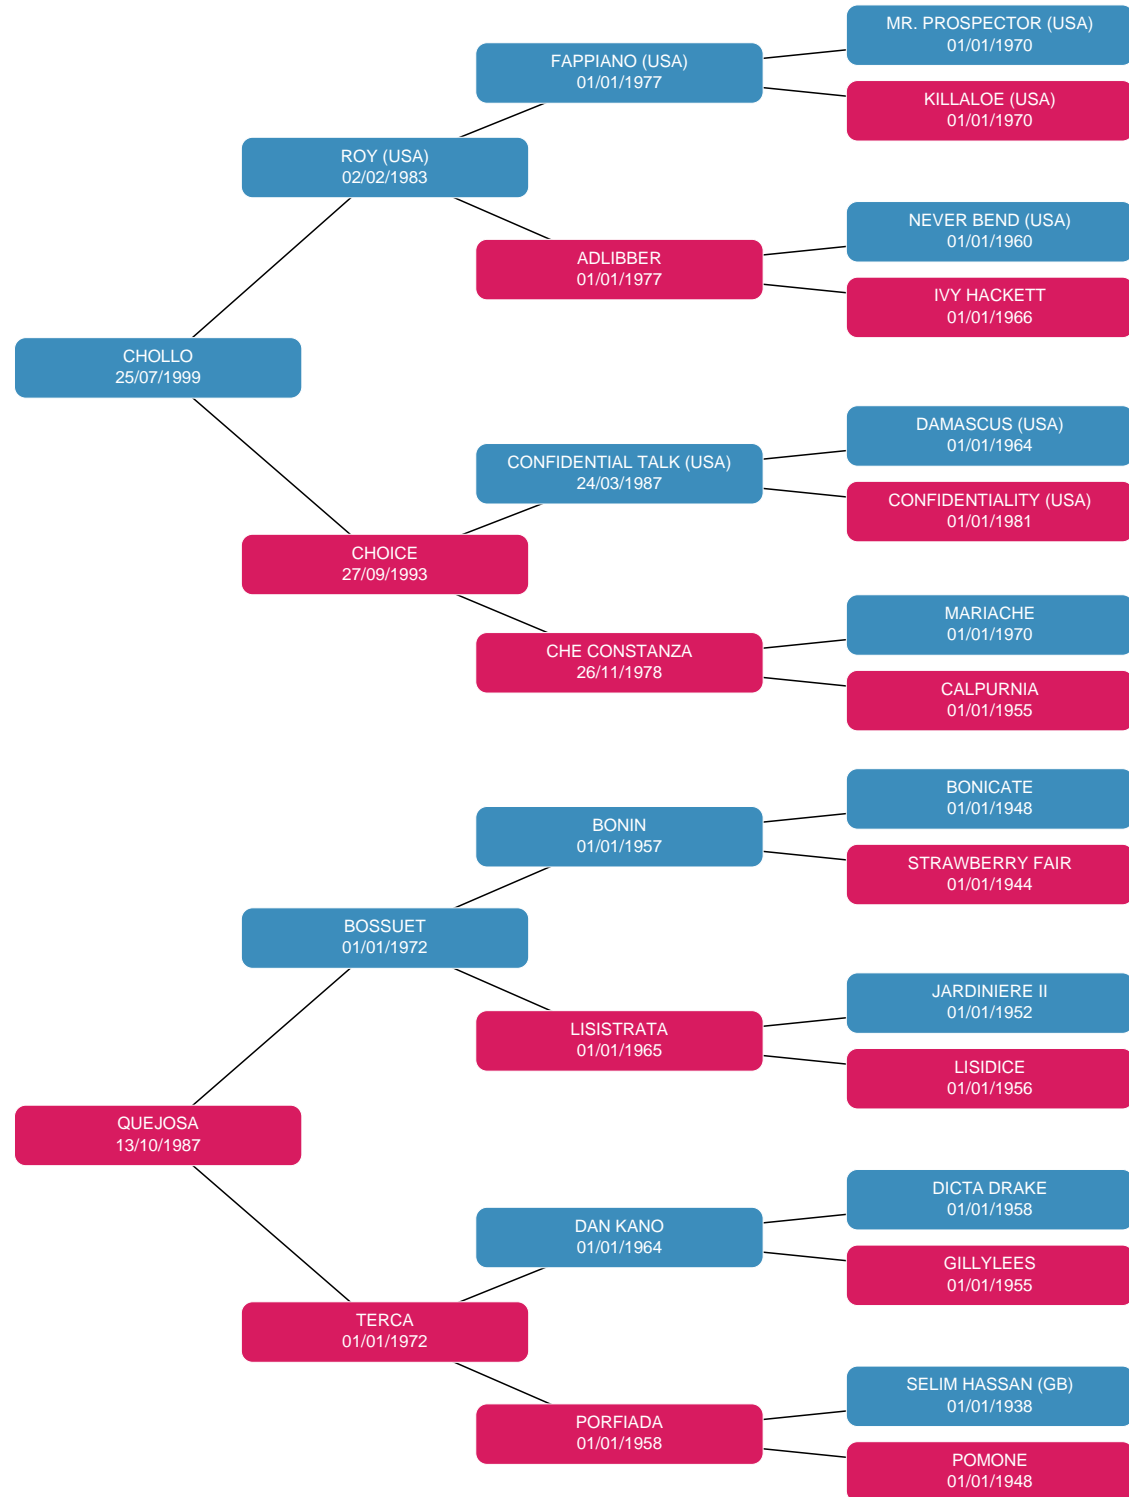 MR. PROSPECTOR (USA)
01/01/1970
FAPPIANO (USA)
01/01/1977
KILLALOE (USA)
01/01/1970
ROY (USA)
02/02/1983
NEVER BEND (USA)
01/01/1960
ADLIBBER
01/01/1977
IVY HACKETT
01/01/1966
CHOLLO
25/07/1999
DAMASCUS (USA)
01/01/1964
CONFIDENTIAL TALK (USA)
24/03/1987
CONFIDENTIALITY (USA)
01/01/1981
CHOICE
27/09/1993
MARIACHE
01/01/1970
CHE CONSTANZA
26/11/1978
CALPURNIA
01/01/1955
BONICATE
01/01/1948
BONIN
01/01/1957
STRAWBERRY FAIR
01/01/1944
BOSSUET
01/01/1972
JARDINIERE II
01/01/1952
LISISTRATA
01/01/1965
LISIDICE
01/01/1956
QUEJOSA
13/10/1987
DICTA DRAKE
01/01/1958
DAN KANO
01/01/1964
GILLYLEES
01/01/1955
TERCA
01/01/1972
SELIM HASSAN (GB)
01/01/1938
PORFIADA
01/01/1958
POMONE
01/01/1948